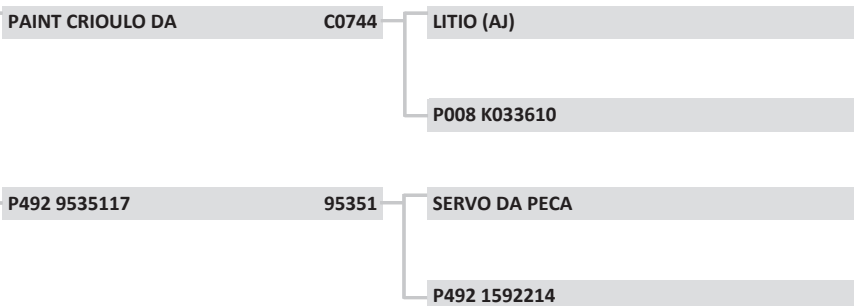 PAINT CRIOULO DA C0744
LITIO (AJ)
P008 K033610
P492 9535117 95351
SERVO DA PECA
P492 1592214